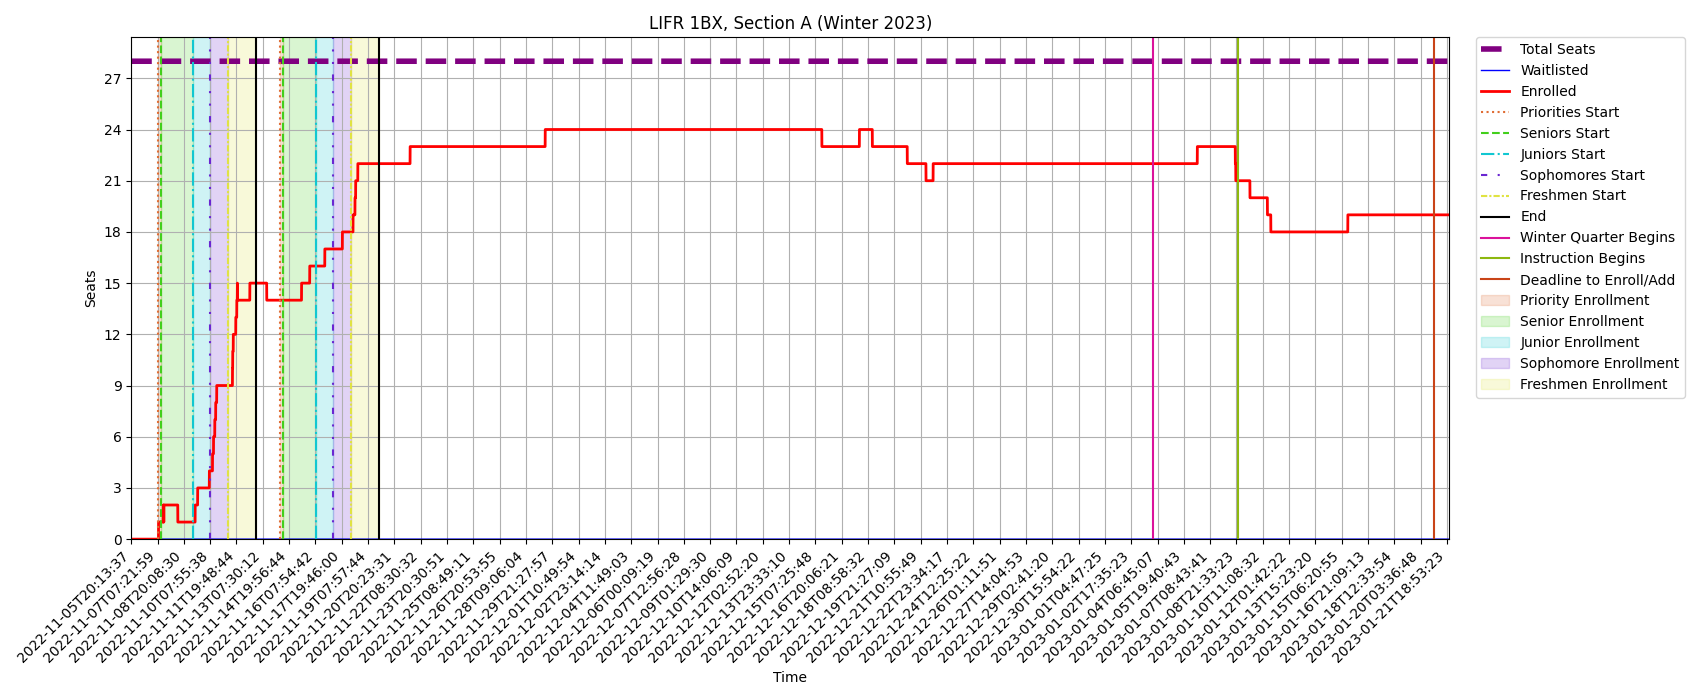 LIFR 1BX, Section A (Winter 2023)
Seats
27
24
21
18
15
12
9
6
3
0
2022-11-05T20:13:37
2022-11-07T07:21:59
2022-11-08T20:08:30
2022-11-10T07:55:38
2022-11-11T19:48:44
2022-11-13T07:30:12
2022-11-14T19:56:44
2022-11-16T07:54:42
2022-11-17T19:46:00
2022-11-19T07:57:44
2022-11-20T20:23:31
2022-11-22T08:30:32
2022-11-23T20:30:51
2022-11-25T08:49:11
2022-11-26T20:53:55
2022-11-28T09:06:04
2022-11-29T21:27:57
2022-12-01T10:49:54
2022-12-02T23:14:14
2022-12-04T11:49:03
2022-12-06T00:09:19
2022-12-07T12:56:28
2022-12-09T01:29:30
2022-12-10T14:06:09
2022-12-12T02:52:20
2022-12-13T23:33:10
2022-12-15T07:25:48
2022-12-16T20:06:21
2022-12-18T08:58:32
2022-12-19T21:27:09
2022-12-21T10:55:49
2022-12-22T23:34:17
2022-12-24T12:25:22
2022-12-26T01:11:51
2022-12-27T14:04:53
2022-12-29T02:41:20
2022-12-30T15:54:22
2023-01-01T04:47:25
2023-01-02T17:35:23
2023-01-04T06:45:07
2023-01-05T19:40:43
2023-01-07T08:43:41
2023-01-08T21:33:23
2023-01-10T11:08:32
2023-01-12T01:42:22
2023-01-13T15:23:20
2023-01-15T06:20:55
2023-01-16T21:09:13
2023-01-18T12:33:54
2023-01-20T03:36:48
2023-01-21T18:53:23
Time
Total Seats
Waitlisted
Enrolled
Priorities Start
Seniors Start
Juniors Start
Sophomores Start
Freshmen Start
End
Winter Quarter Begins
Instruction Begins
Deadline to Enroll/Add
Priority Enrollment
Senior Enrollment
Junior Enrollment
Sophomore Enrollment
Freshmen Enrollment